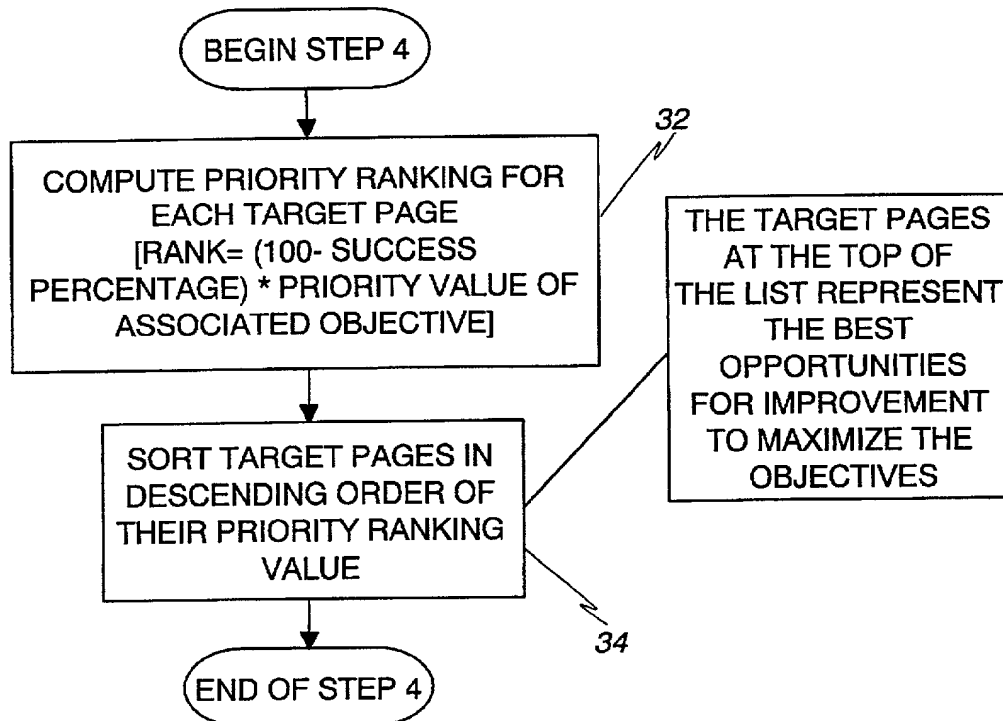 BEGIN STEP 4
32
COMPUTE PRIORITY RANKING FOR
EACH TARGET PAGE
[RANK= (100- SUCCESS
PERCENTAGE) * PRIORITY VALUE OF
ASSOCIATED OBJECTIVE]
THE TARGET PAGES
AT THE TOP OF
THE LIST REPRESENT
THE BEST
OPPORTUNITIES
FOR IMPROVEMENT
TO MAXIMIZE THE
OBJECTIVES
SORT TARGET PAGES IN
DESCENDING ORDER OF
THEIR PRIORITY RANKING
VALUE
34
END OF STEP 4